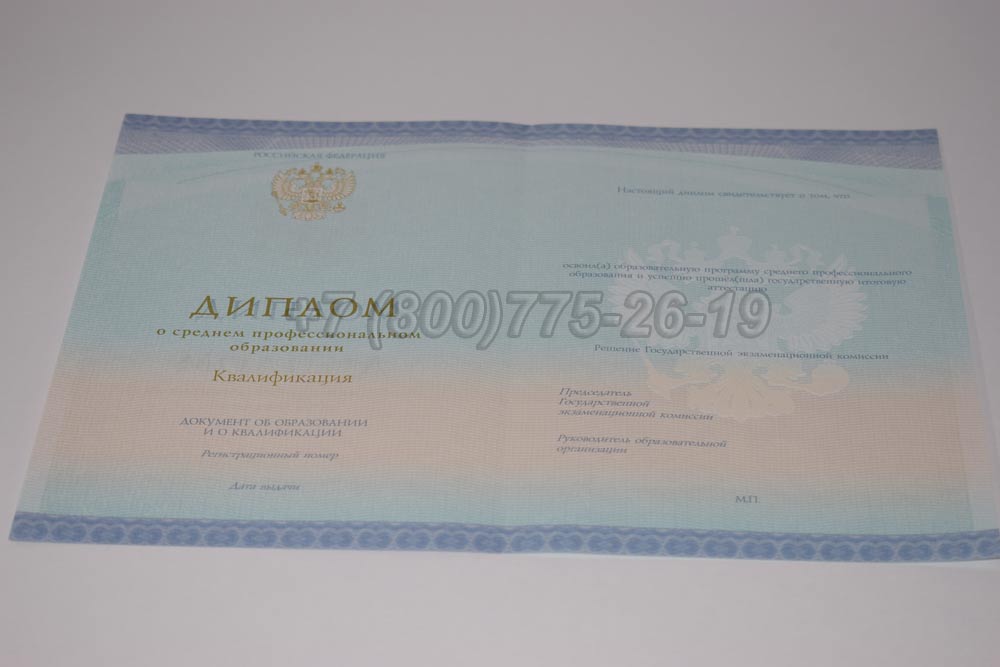 РОССИЙСКАЯ ФЕДЕРАЦИЯ
ДИПЛОМ
о среднем профессиональном
образовании
Квалификация
ДОКУМЕНТ ОБ ОБРАЗОВАНИИ
И О КВАЛИФИКАЦИИ
Регистрационный номер
Дата выдачи
Настоящий диплом свидетельствует о том, что
освоил(а) образовательную программу среднего профессионального
образования и успешно прошёл(шла) государственную итоговую
аттестацию
Решение Государственной экзаменационной комиссии
Председатель
Государственной
экзаменационной комиссии
Руководитель образовательной
организации
М.П.
+7(800)775-26-19